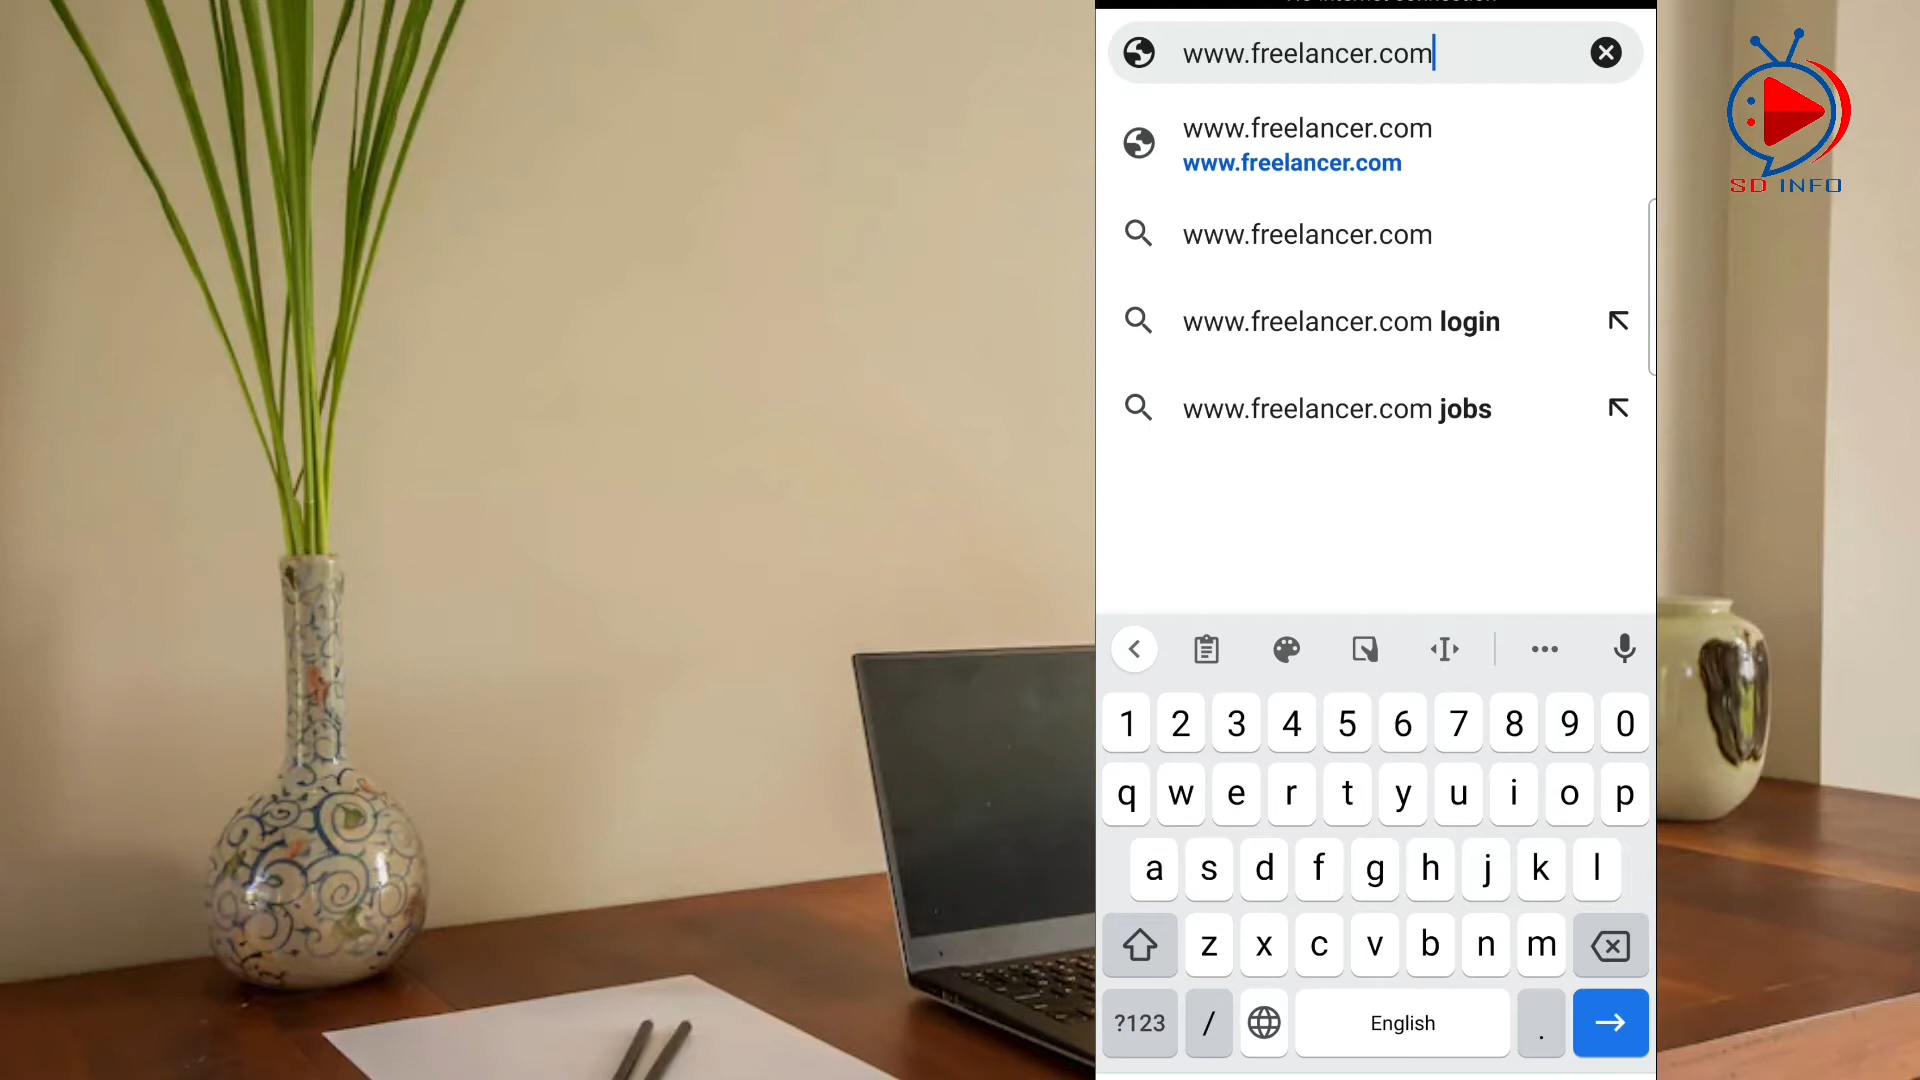 www.freelancer.com
www.freelancer.com
www.freelancer.com
www.freelancer.com
www.freelancer.com login
www.freelancer.com jobs
1 2 3 4 5 6 7 8 9 0
q w e r t y u i o p
a s d f g h j k l
z x c v b n m
?123 / English .
SD INFO